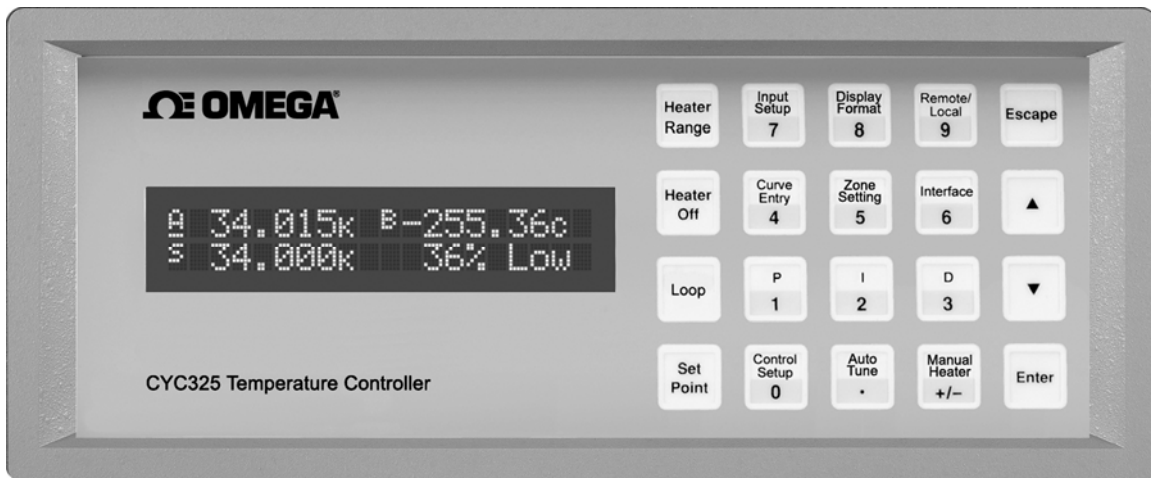 OMEGA®
A 34.015K B-255.36C
S 34.000K 36% Low
CYC325 Temperature Controller
Heater Range
Input Setup 7
Display Format 8
Remote/ Local 9
Escape
Heater Off
Curve Entry 4
Zone Setting 5
Interface 6
▲
Loop
P 1
I 2
D 3
▼
Set Point
Control Setup 0
Auto Tune .
Manual Heater +/−
Enter